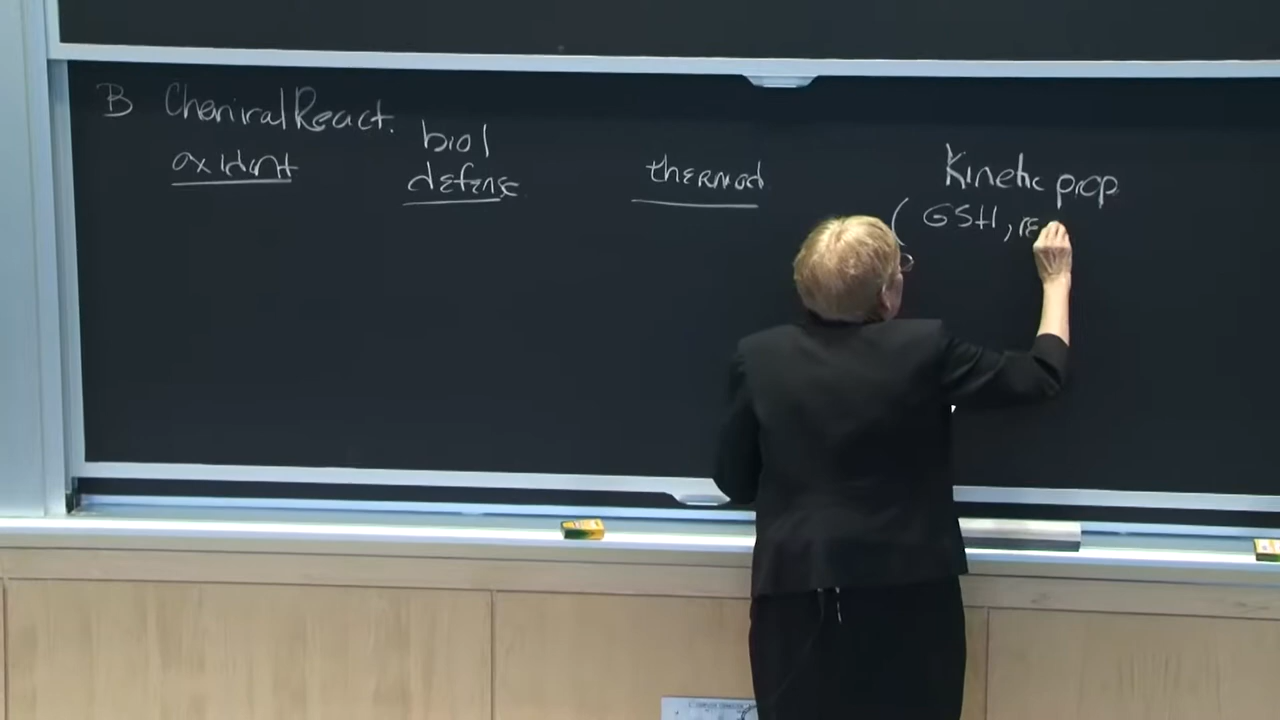 B Chemical React.
oxidant
biol
defense
thermod
Kinetic prop
( GSH, re